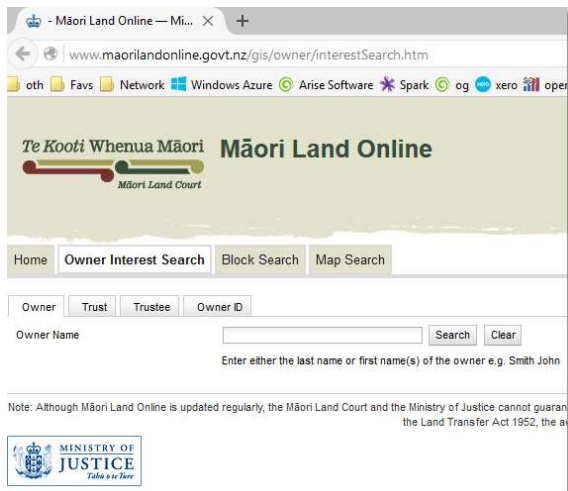 - Māori Land Online — Mi...
www.maorilandonline.govt.nz/gis/owner/interestSearch.htm
oth Favs Network Windows Azure Arise Software Spark og xero oper
Te Kooti Whenua Māori
Māori Land Court
Māori Land Online
Home Owner Interest Search Block Search Map Search
Owner Trust Trustee Owner ID
Owner Name Search Clear
Enter either the last name or first name(s) of the owner e.g. Smith John
Note: Although Māori Land Online is updated regularly, the Māori Land Court and the Ministry of Justice cannot guaran
the Land Transfer Act 1952, the a
MINISTRY OF
JUSTICE
Tāhū o te Ture